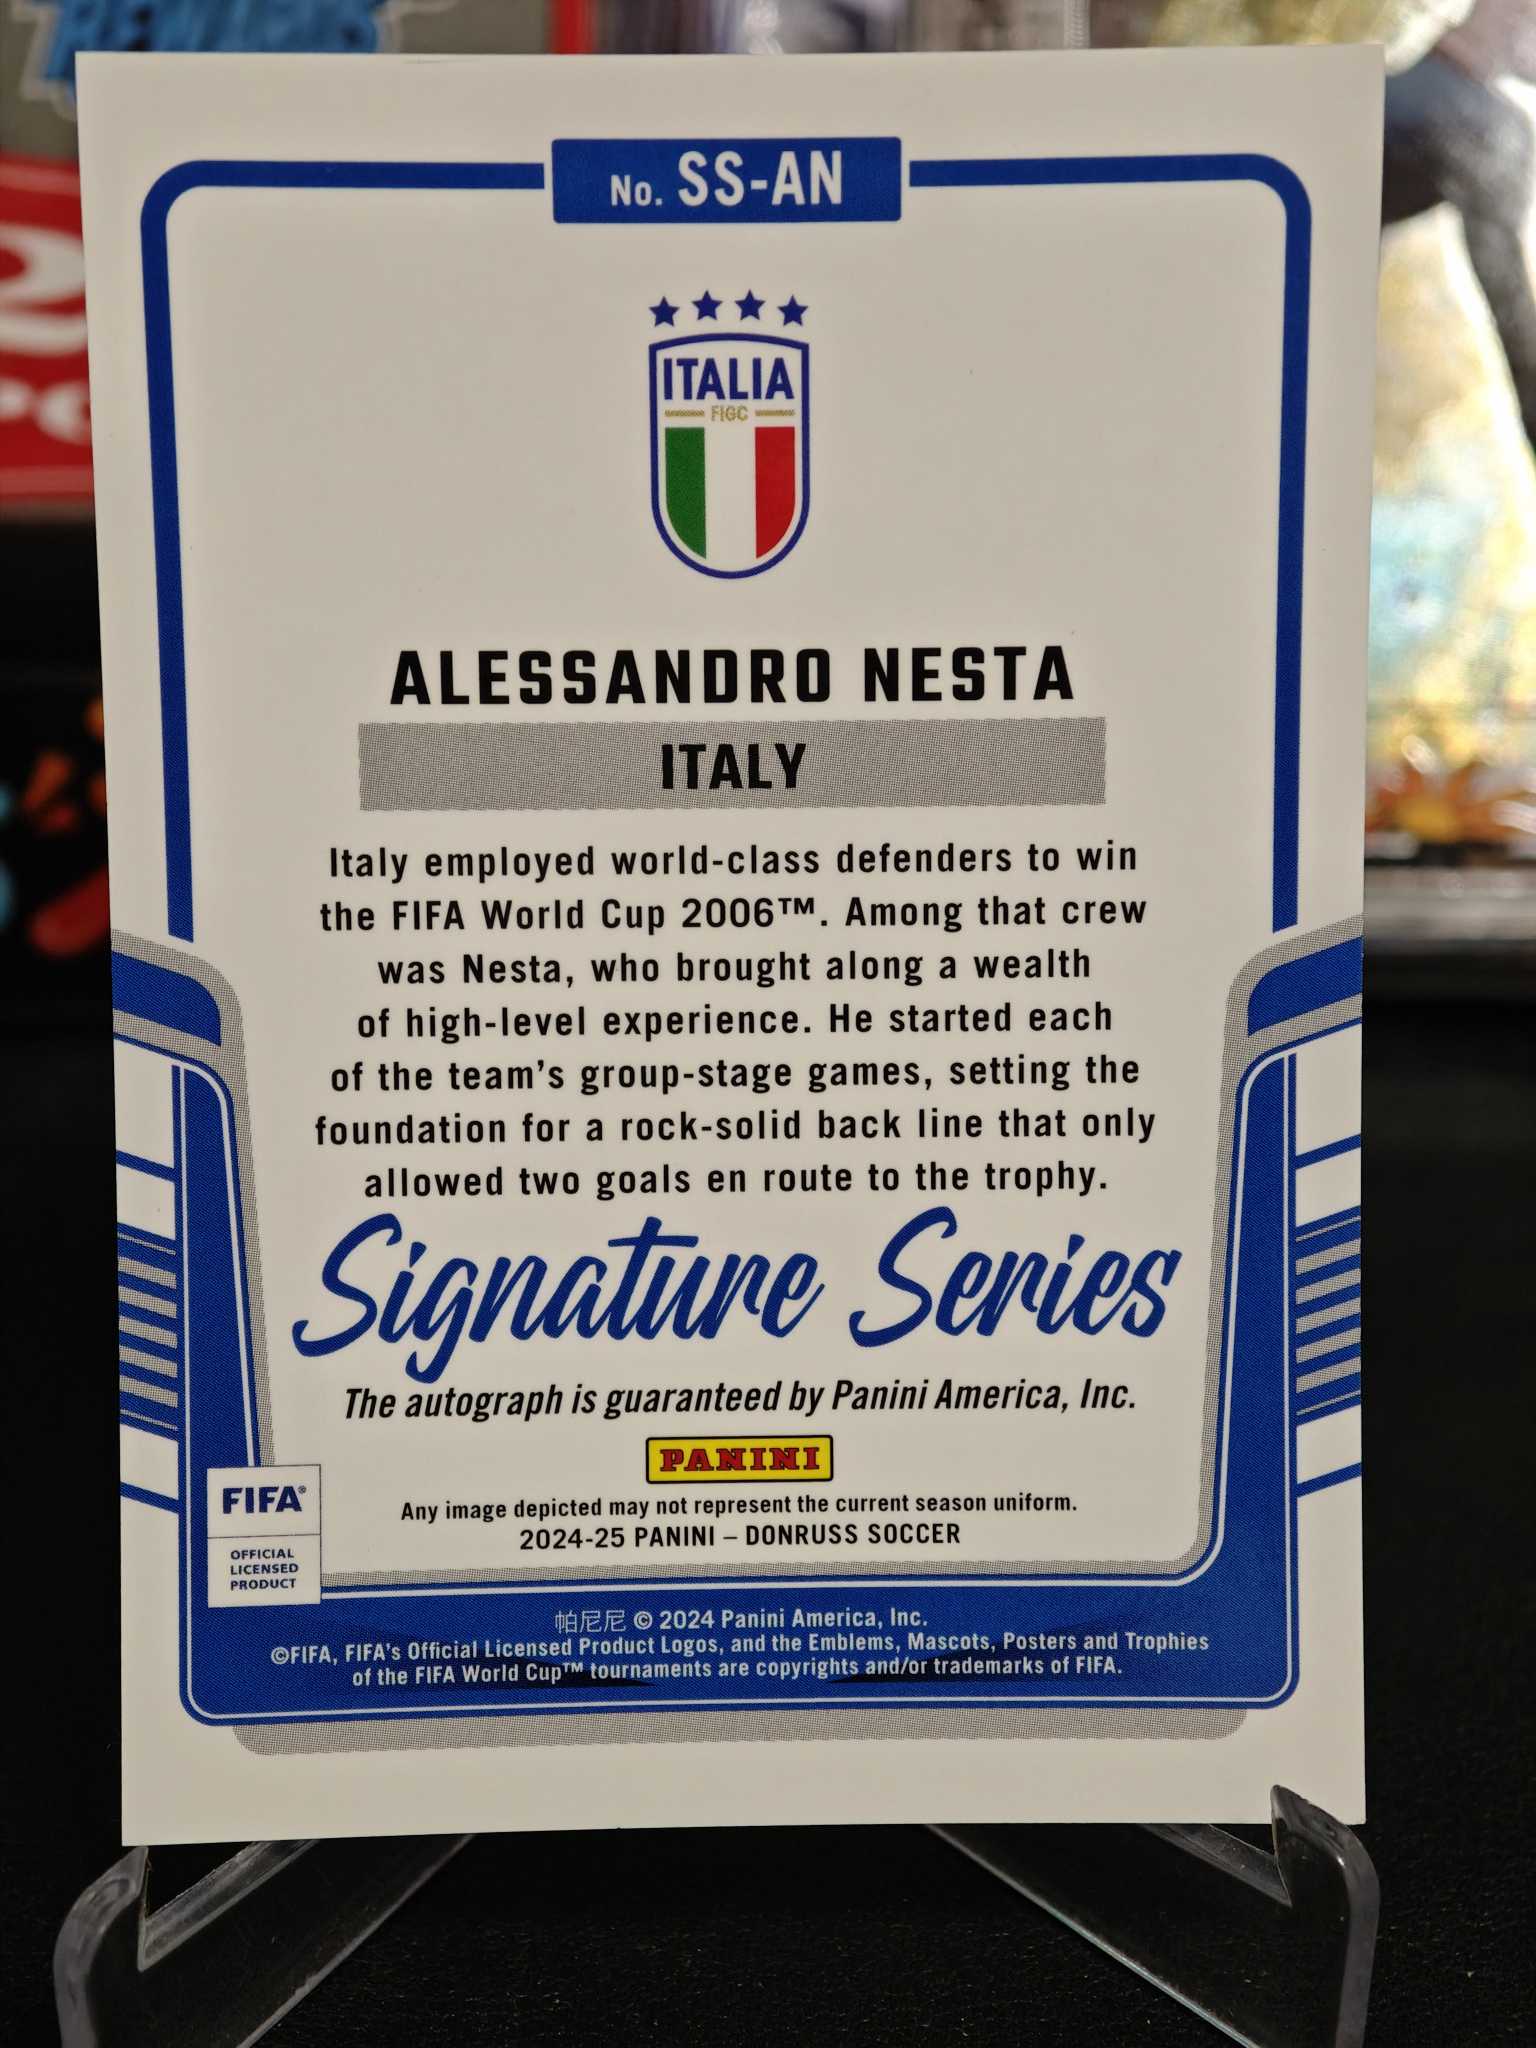 No. SS-AN
ITALIA
FIGC
ALESSANDRO NESTA
ITALY
Italy employed world-class defenders to win
the FIFA World Cup 2006™. Among that crew
was Nesta, who brought along a wealth
of high-level experience. He started each
of the team’s group-stage games, setting the
foundation for a rock-solid back line that only
allowed two goals en route to the trophy.
Signature Series
The autograph is guaranteed by Panini America, Inc.
PANINI
Any image depicted may not represent the current season uniform.
2024-25 PANINI – DONRUSS SOCCER
FIFA®
OFFICIAL
LICENSED
PRODUCT
帕尼尼 © 2024 Panini America, Inc.
©FIFA, FIFA’s Official Licensed Product Logos, and the Emblems, Mascots, Posters and Trophies
of the FIFA World Cup™ tournaments are copyrights and/or trademarks of FIFA.